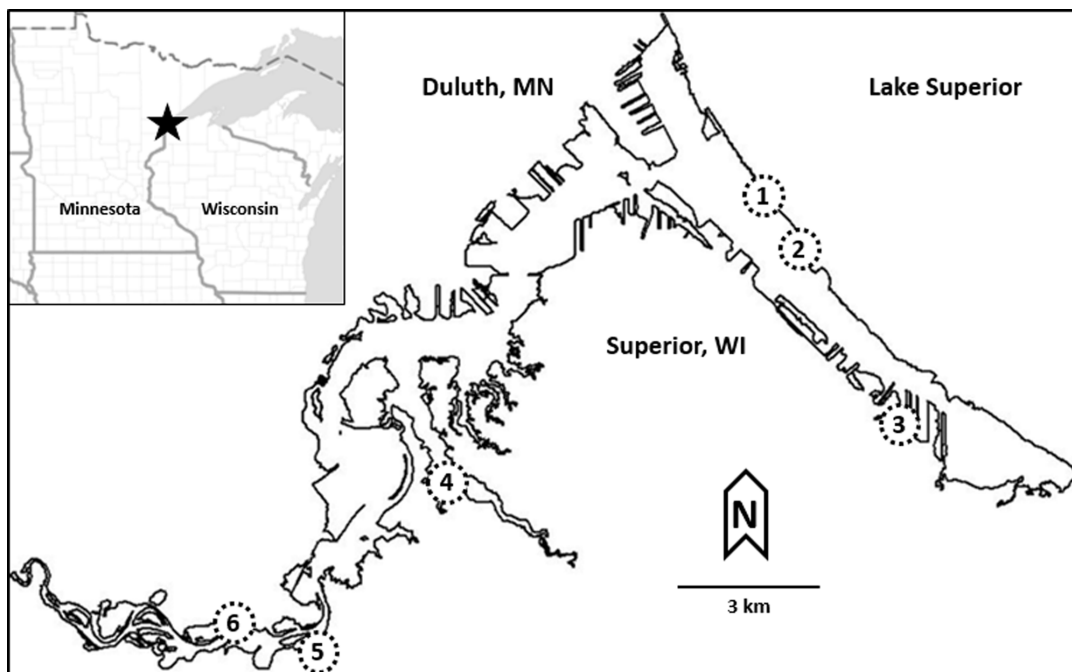 Duluth, MN
Lake Superior
Minnesota
Wisconsin
1
2
Superior, WI
3
4
N
3 km
6
5